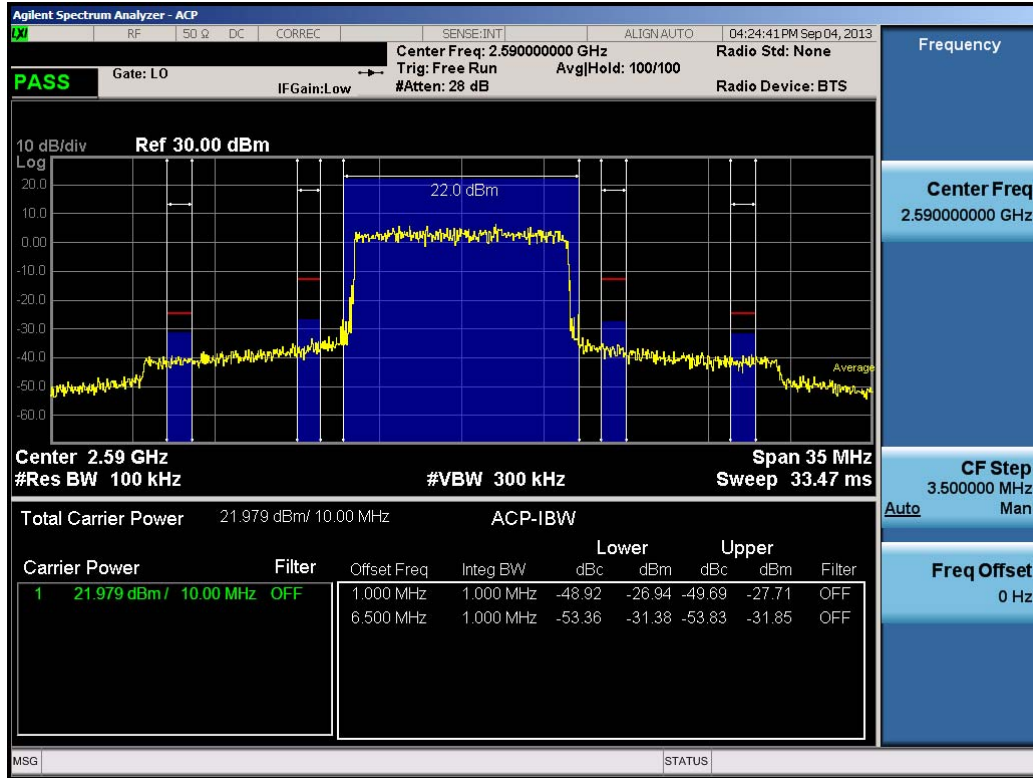 Agilent Spectrum Analyzer - ACP
LXI RF 50 Ω DC CORREC SENSE:INT ALIGN AUTO 04:24:41 PM Sep 04, 2013
Center Freq: 2.590000000 GHz Radio Std: None
PASS Gate: LO Trig: Free Run Avg|Hold: 100/100
IFGain:Low #Atten: 28 dB Radio Device: BTS
10 dB/div Ref 30.00 dBm
Log
20.0
22.0 dBm
10.0
0.00
-10.0
-20.0
-30.0
-40.0
Average
-50.0
-60.0
Center 2.59 GHz Span 35 MHz
#Res BW 100 kHz #VBW 300 kHz Sweep 33.47 ms
Total Carrier Power 21.979 dBm/ 10.00 MHz ACP-IBW
Lower Upper
Carrier Power Filter Offset Freq Integ BW dBc dBm dBc dBm Filter
1 21.979 dBm / 10.00 MHz OFF 1.000 MHz 1.000 MHz -48.92 -26.94 -49.69 -27.71 OFF
6.500 MHz 1.000 MHz -53.36 -31.38 -53.83 -31.85 OFF
MSG STATUS
Frequency
Center Freq
2.590000000 GHz
CF Step
3.500000 MHz
Auto Man
Freq Offset
0 Hz